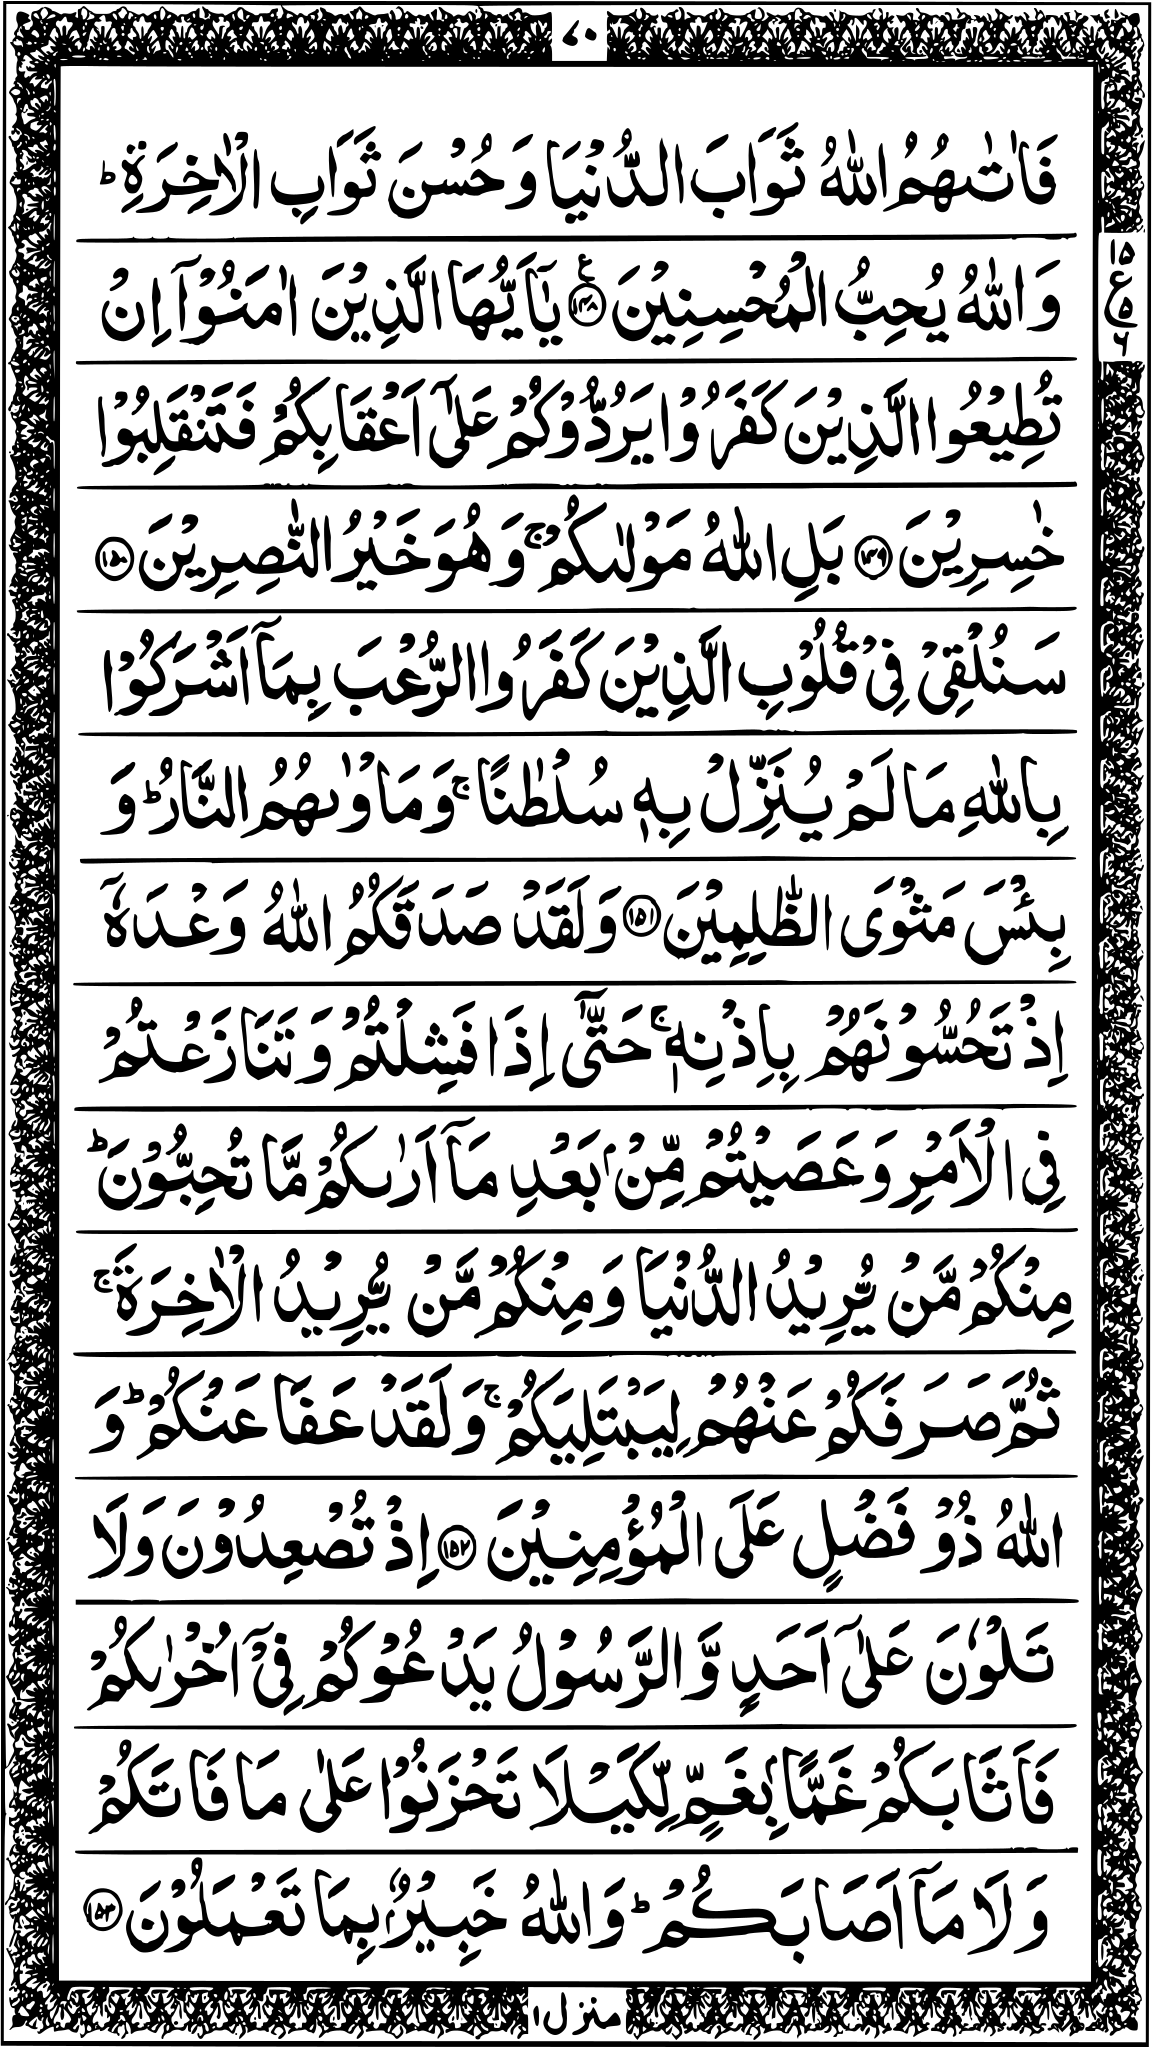 ٧٠
فَاٰتٰىهُمُ اللّٰهُ ثَوَابَ الدُّنْيَا وَحُسْنَ ثَوَابِ الْاٰخِرَةِ ؕ
وَاللّٰهُ يُحِبُّ الْمُحْسِنِيْنَ ﴿١٤٨﴾ يٰۤاَيُّهَا الَّذِيْنَ اٰمَنُوْۤا اِنْ
١٥
ع
٥
٦
تُطِيْعُوا الَّذِيْنَ كَفَرُوْا يَرُدُّوْكُمْ عَلٰۤى اَعْقَابِكُمْ فَتَنْقَلِبُوْا
خٰسِرِيْنَ ﴿١٤٩﴾ بَلِ اللّٰهُ مَوْلٰىكُمْ ۚ وَهُوَ خَيْرُ النّٰصِرِيْنَ ﴿١٥٠﴾
سَنُلْقِىْ فِىْ قُلُوْبِ الَّذِيْنَ كَفَرُوا الرُّعْبَ بِمَاۤ اَشْرَكُوْا
بِاللّٰهِ مَا لَمْ يُنَزِّلْ بِهٖ سُلْطٰنًا ۚ وَمَاْوٰىهُمُ النَّارُ ؕ وَ
بِئْسَ مَثْوَى الظّٰلِمِيْنَ ﴿١٥١﴾ وَلَقَدْ صَدَقَكُمُ اللّٰهُ وَعْدَهٗۤ
اِذْ تَحُسُّوْنَهُمْ بِاِذْنِهٖ ۚ حَتّٰۤى اِذَا فَشِلْتُمْ وَتَنَازَعْتُمْ
فِى الْاَمْرِ وَعَصَيْتُمْ مِّنْۢ بَعْدِ مَاۤ اَرٰىكُمْ مَّا تُحِبُّوْنَ ؕ
مِنْكُمْ مَّنْ يُّرِيْدُ الدُّنْيَا وَمِنْكُمْ مَّنْ يُّرِيْدُ الْاٰخِرَةَ ۚ
ثُمَّ صَرَفَكُمْ عَنْهُمْ لِيَبْتَلِيَكُمْ ۚ وَلَقَدْ عَفَا عَنْكُمْ ؕ وَ
اللّٰهُ ذُوْ فَضْلٍ عَلَى الْمُؤْمِنِيْنَ ﴿١٥٢﴾ اِذْ تُصْعِدُوْنَ وَلَا
تَلْوٗنَ عَلٰۤى اَحَدٍ وَّالرَّسُوْلُ يَدْعُوْكُمْ فِىْۤ اُخْرٰىكُمْ
فَاَثَابَكُمْ غَمًّاۢ بِغَمٍّ لِّكَيْلَا تَحْزَنُوْا عَلٰى مَا فَاتَكُمْ
وَلَا مَاۤ اَصَابَكُمْ ؕ وَاللّٰهُ خَبِيْرٌۢ بِمَا تَعْمَلُوْنَ ﴿١٥٣﴾
منزل ١